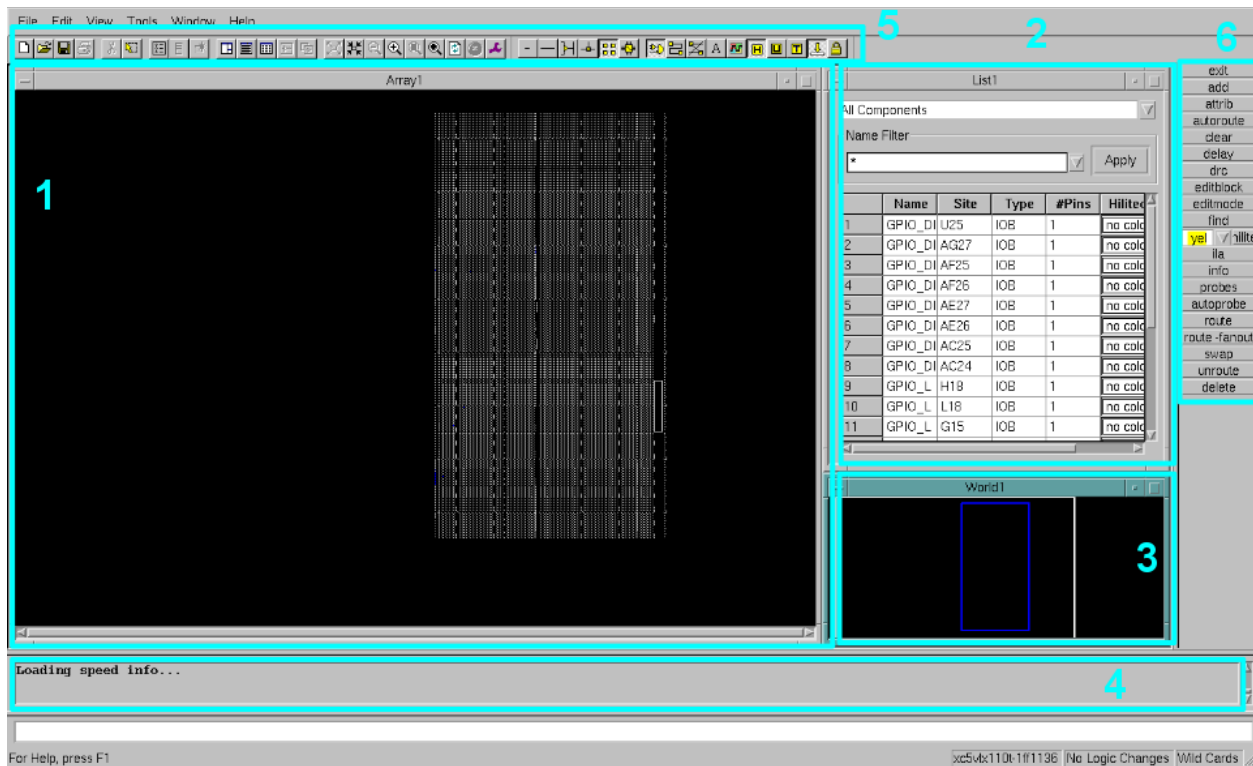 File Edit View Tools Window Help
5
2
6
A
Array1
List1
World1
1
All Components
Name Filter
*
Apply
Name Site Type #Pins Hilited
1 GPIO_DI U25 IOB 1 no colo
2 GPIO_DI AG27 IOB 1 no colo
3 GPIO_DI AF25 IOB 1 no colo
4 GPIO_DI AF26 IOB 1 no colo
5 GPIO_DI AE27 IOB 1 no colo
6 GPIO_DI AE26 IOB 1 no colo
7 GPIO_DI AC25 IOB 1 no colo
8 GPIO_DI AC24 IOB 1 no colo
9 GPIO_L H18 IOB 1 no colo
10 GPIO_L L18 IOB 1 no colo
11 GPIO_L G15 IOB 1 no colo
3
exit
add
attrib
autoroute
clear
delay
drc
editblock
editmode
find
yel hilite
ila
info
probes
autoprobe
route
route -fanout
swap
unroute
delete
Loading speed info...
4
For Help, press F1
xc5vlx110t-1ff1136 No Logic Changes Wild Cards